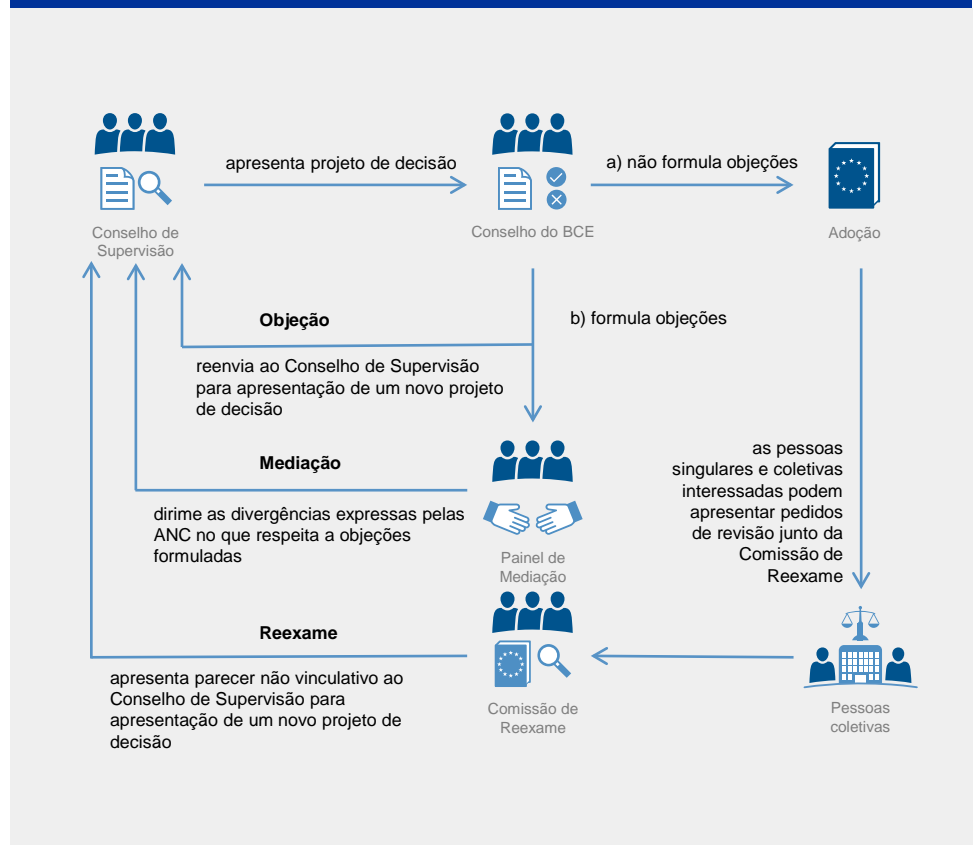 apresenta projeto de decisão
a) não formula objeções
Conselho de
Supervisão
Conselho do BCE
Adoção
Objeção
b) formula objeções
reenvia ao Conselho de Supervisão
para apresentação de um novo projeto
de decisão
Mediação
dirime as divergências expressas pelas
ANC no que respeita a objeções
formuladas
Painel de
Mediação
as pessoas
singulares e coletivas
interessadas podem
apresentar pedidos
de revisão junto da
Comissão de
Reexame
Reexame
apresenta parecer não vinculativo ao
Conselho de Supervisão para
apresentação de um novo projeto de
decisão
Comissão de
Reexame
Pessoas
coletivas